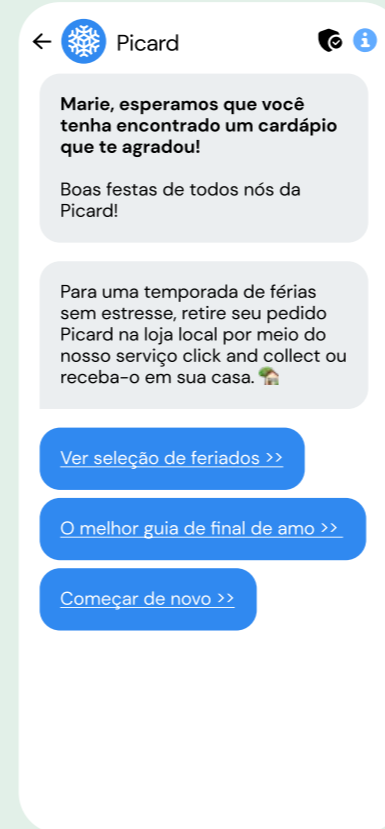 Picard
Marie, esperamos que você
tenha encontrado um cardápio
que te agradou!
Boas festas de todos nós da
Picard!
Para uma temporada de férias
sem estresse, retire seu pedido
Picard na loja local por meio do
nosso serviço click and collect ou
receba-o em sua casa. 🏡
Ver seleção de feriados >>
O melhor guia de final de amo >>
Começar de novo >>